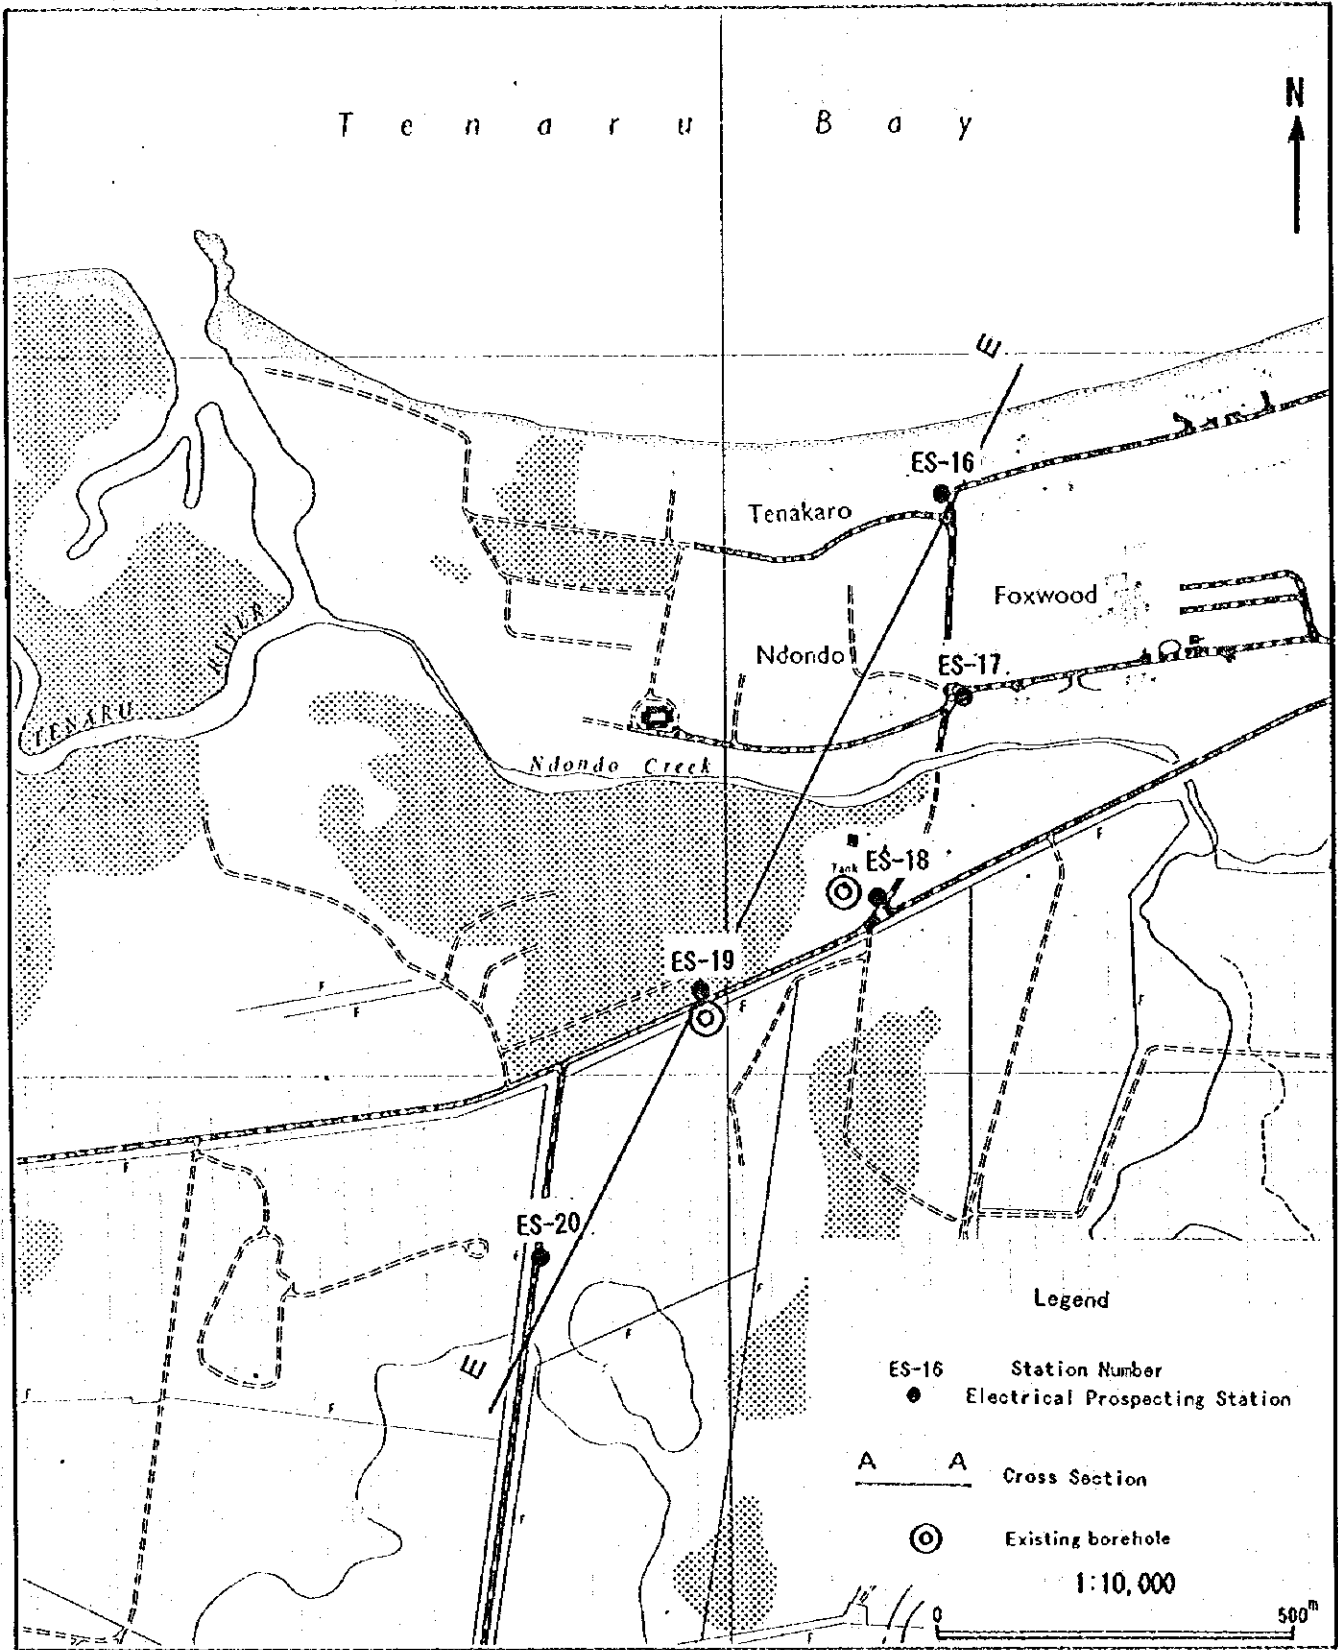 N
T e n a r u B a y
E
ES-16
Tenakaro
Foxwood
Ndondo
ES-17
RIVER
TENARU
Ndondo Creek
F
Tank
ES-18
ES-19
F
F
F
F
F
ES-20
F
F
E
F
F
F
F
F
Legend
ES-16 Station Number
Electrical Prospecting Station
A A Cross Section
Existing borehole
1:10,000
0 500m
F